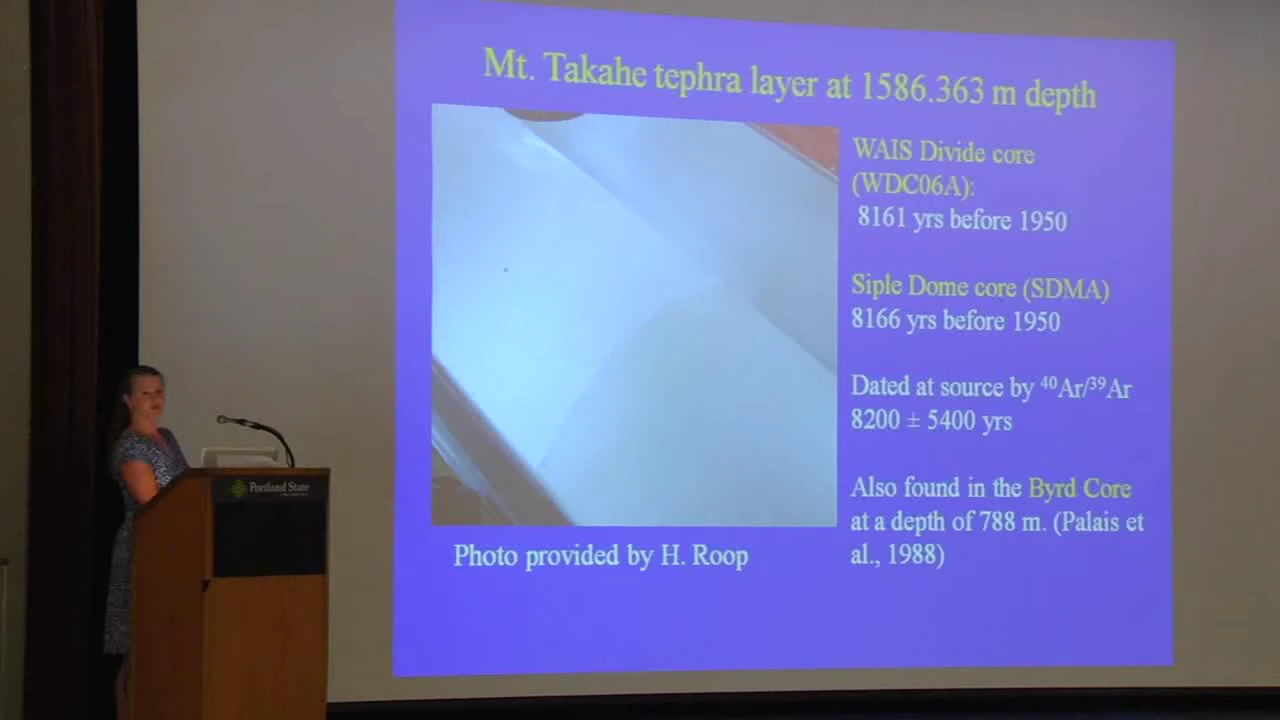 Mt. Takahe tephra layer at 1586.363 m depth
WAIS Divide core
(WDC06A):
8161 yrs before 1950
Siple Dome core (SDMA)
8166 yrs before 1950
Dated at source by ⁴⁰Ar/³⁹Ar
8200 ± 5400 yrs
Also found in the Byrd Core
at a depth of 788 m. (Palais et
al., 1988)
Photo provided by H. Roop
Portland State